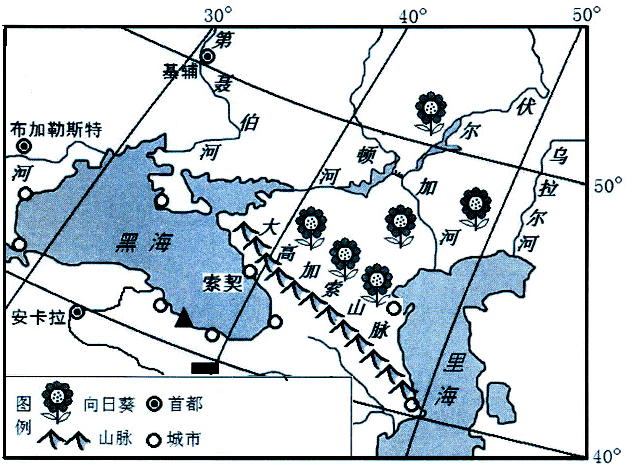 30°
40°
50°
第
聂
伯
河
基辅
布加勒斯特
河
伏
尔
加
河
顿
河
乌
拉
尔
河
50°
大
高
加
索
山
脉
黑海
索契
安卡拉
里
海
图
例
向日葵
首都
山脉
城市
40°